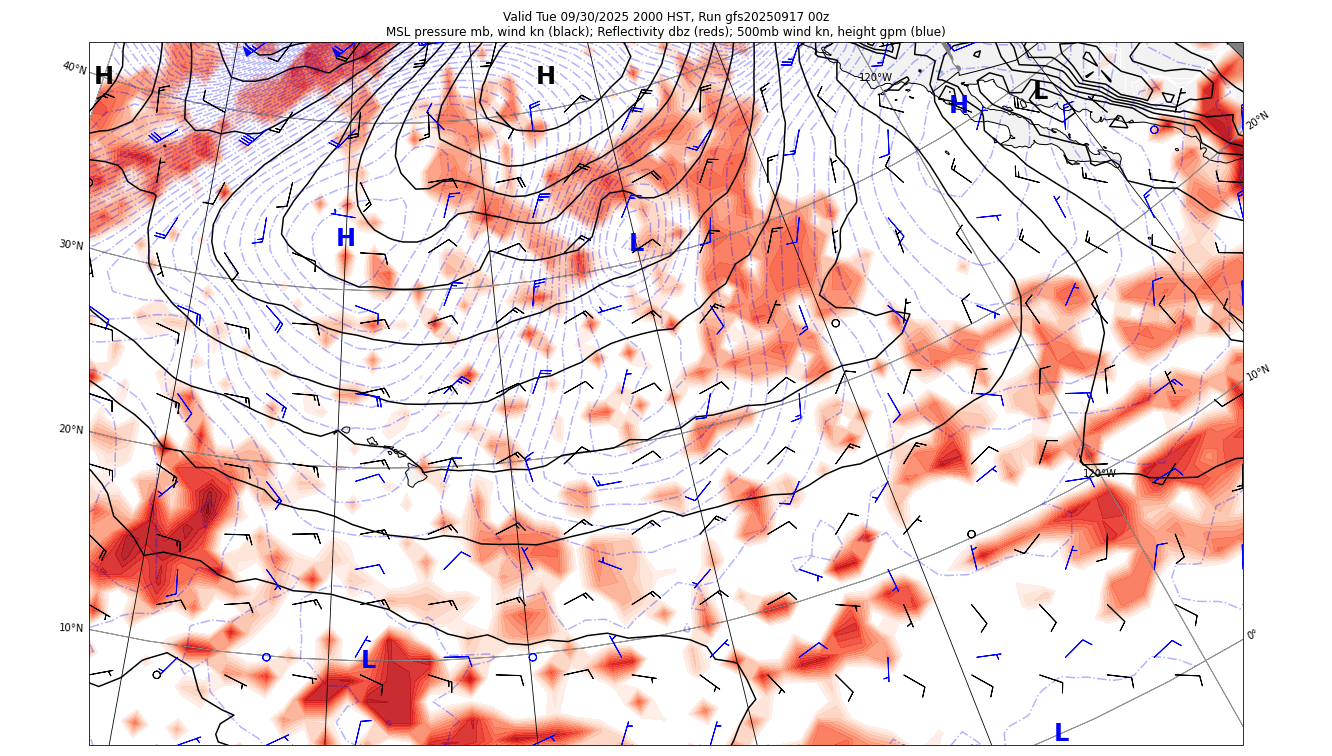 Valid Tue 09/30/2025 2000 HST, Run gfs20250917 00z
MSL pressure mb, wind kn (black); Reflectivity dbz (reds); 500mb wind kn, height gpm (blue)
40°N
H
H
120°W
H
L
20°N
30°N
H
L
10°N
20°N
120°W
10°N
0°
L
L